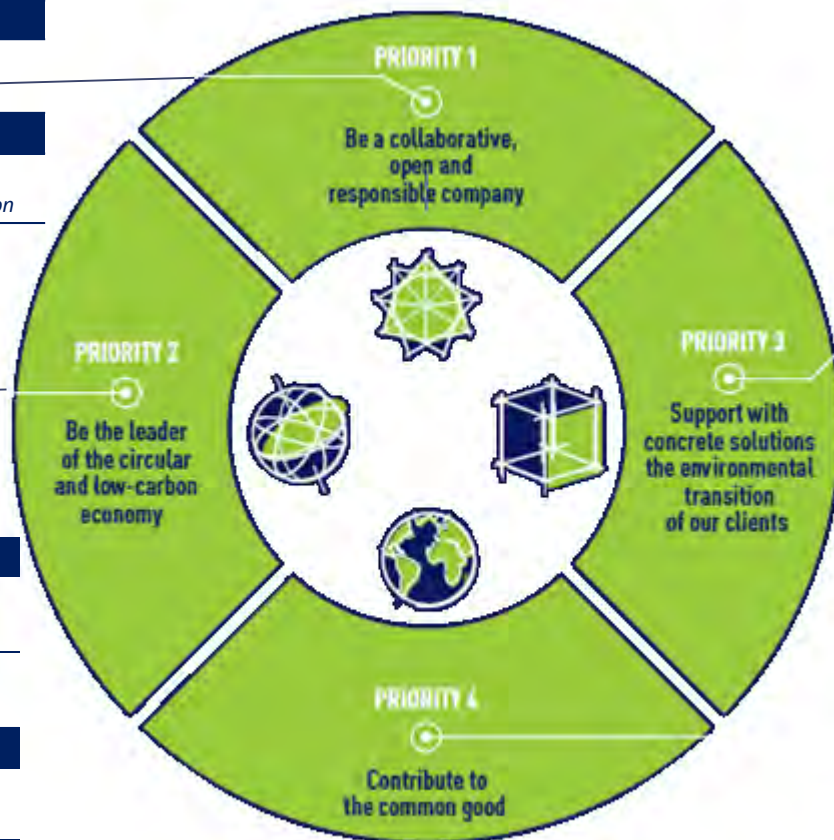 PRIORITY 1
Be a collaborative,
open and
responsible company
on
PRIORITY 2
Be the leader
of the circular
and low-carbon
economy
PRIORITY 3
Support with
concrete solutions
the environmental
transition
of our clients
PRIORITY 4
Contribute to
the common good